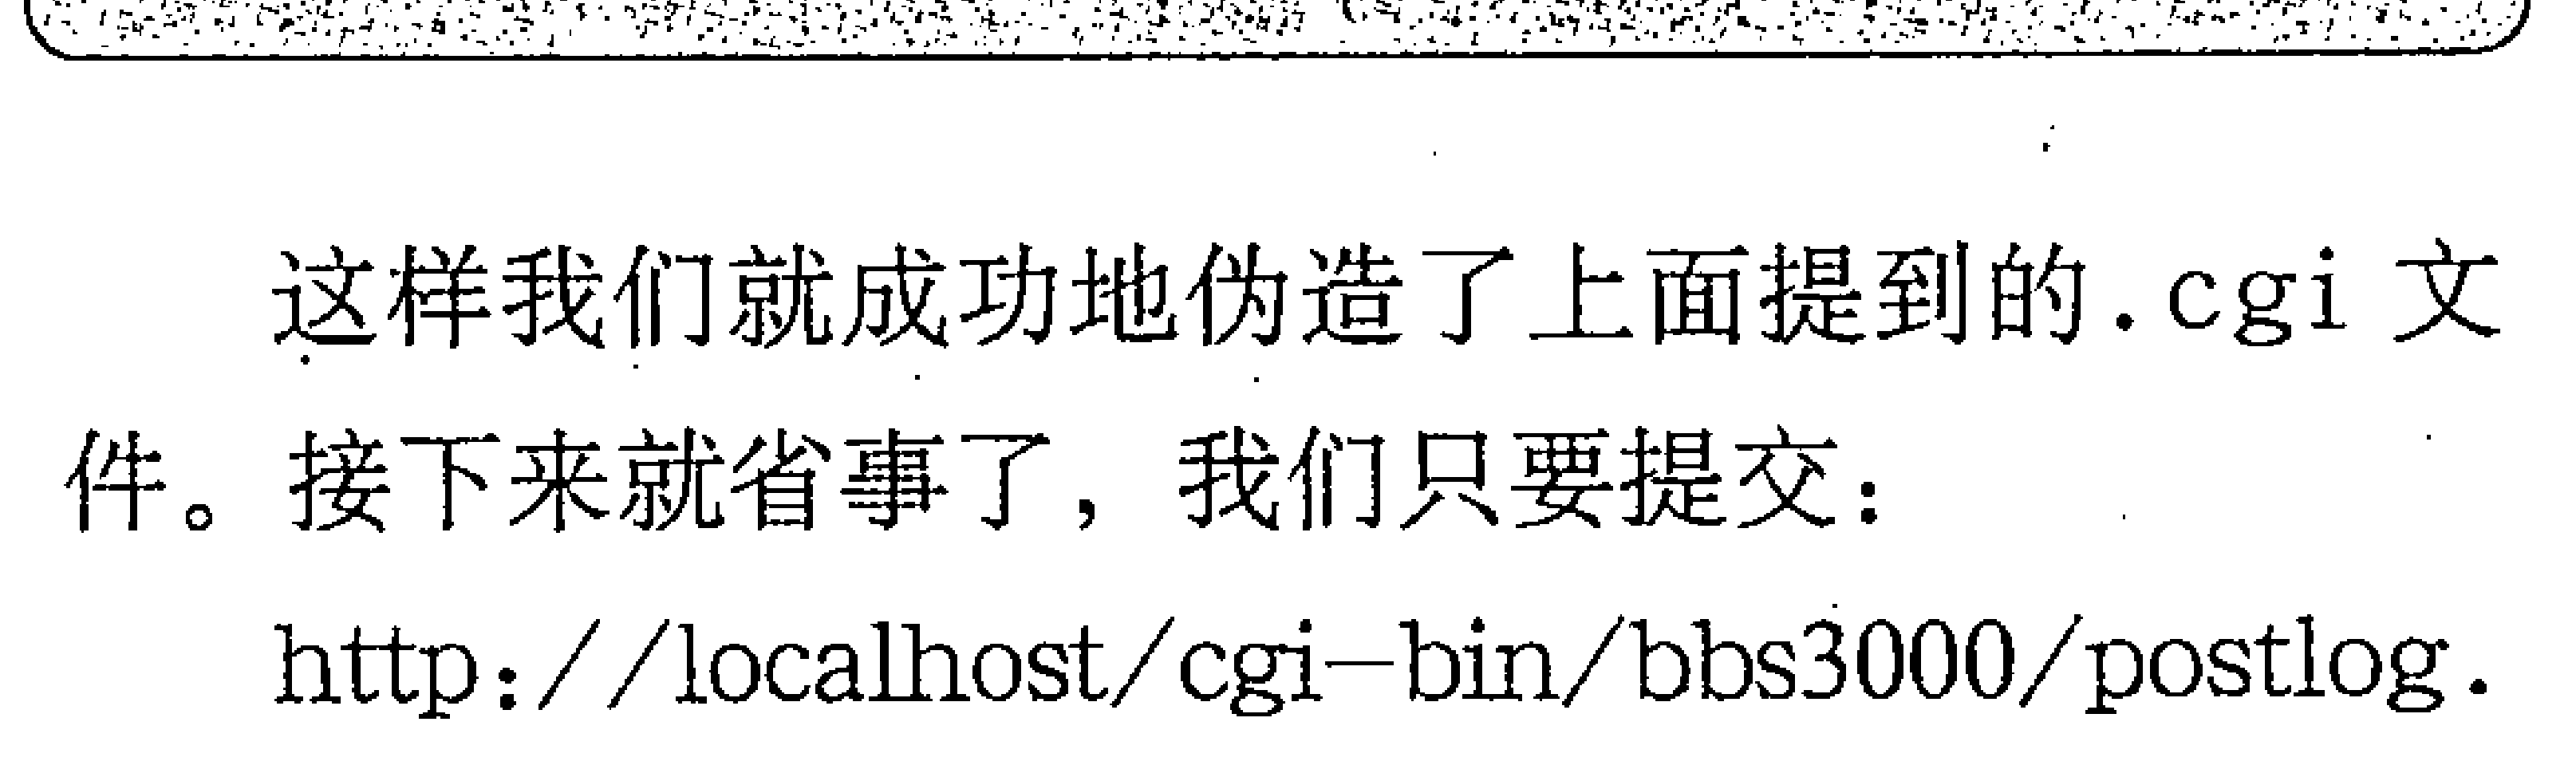 这样我们就成功地伪造了上面提到的.cgi 文
件。接下来就省事了，我们只要提交：
http://localhost/cgi-bin/bbs3000/postlog.